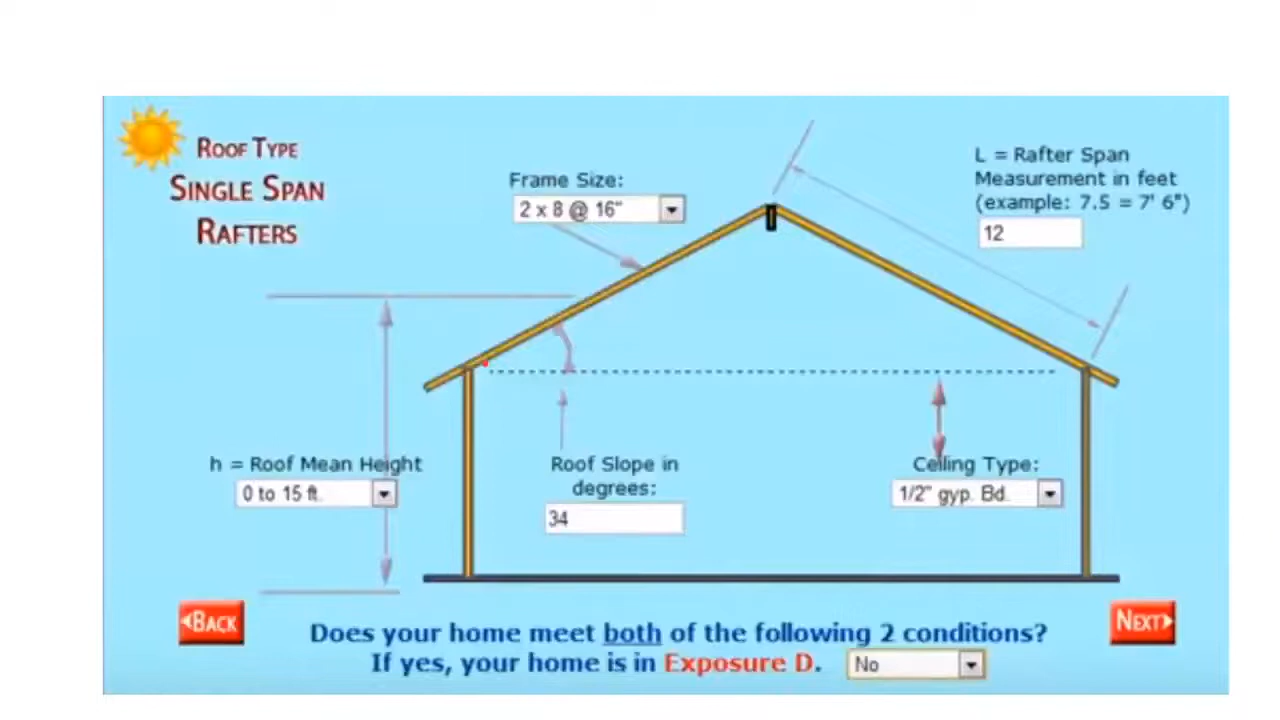 ROOF TYPE
SINGLE SPAN
RAFTERS
Frame Size:
2 x 8 @ 16"
L = Rafter Span
Measurement in feet
(example: 7.5 = 7' 6")
12
h = Roof Mean Height
0 to 15 ft.
Roof Slope in
degrees:
34
Ceiling Type:
1/2" gyp. Bd.
BACK
NEXT
Does your home meet both of the following 2 conditions?
If yes, your home is in Exposure D.
No